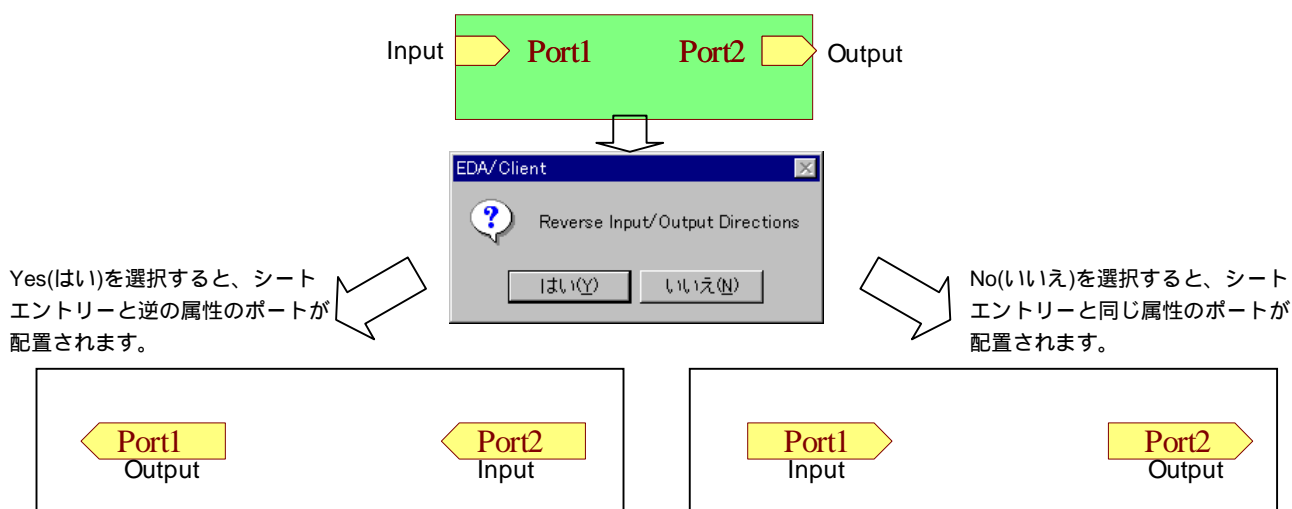 Input Port1 Port2 Output
EDA/Client
Reverse Input/Output Directions
はい(Y) いいえ(N)
Yes(はい)を選択すると、シート
エントリーと逆の属性のポートが
配置されます。
No(いいえ)を選択すると、シート
エントリーと同じ属性のポートが
配置されます。
Port1
Output
Port2
Input
Port1
Input
Port2
Output